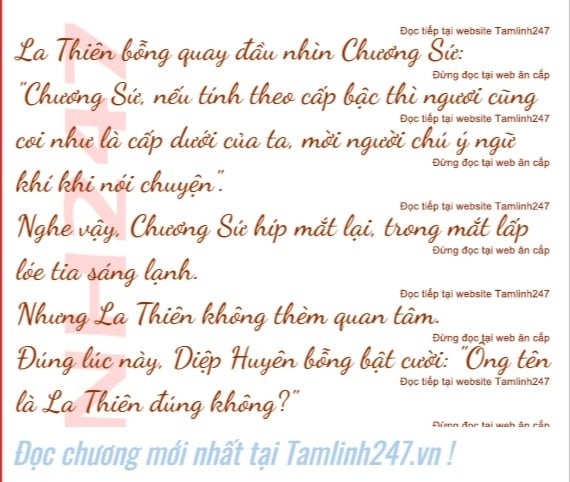 Đọc tiếp tại website Tamlinh247
La Thiên bỗng quay đầu nhìn Chương Sứ:
Đừng đọc tại web ăn cắp
"Chương Sứ, nếu tính theo cấp bậc thì ngươi cũng
Đọc tiếp tại website Tamlinh247
coi như là cấp dưới của ta, mời người chú ý ngữ
Đừng đọc tại web ăn cắp
khí khi nói chuyện".
Đọc tiếp tại website Tamlinh247
Nghe vậy, Chương Sứ híp mắt lại, trong mắt lấp
Đừng đọc tại web ăn cắp
lóe tia sáng lạnh.
Đọc tiếp tại website Tamlinh247
Nhưng La Thiên không thèm quan tâm.
Đừng đọc tại web ăn cắp
Đúng lúc này, Diệp Huyên bỗng bật cười: "Ông tên
Đọc tiếp tại website Tamlinh247
là La Thiên đúng không?"
Đừng đọc tại web ăn cắp
NH247
Đọc chương mới nhất tại Tamlinh247.vn !